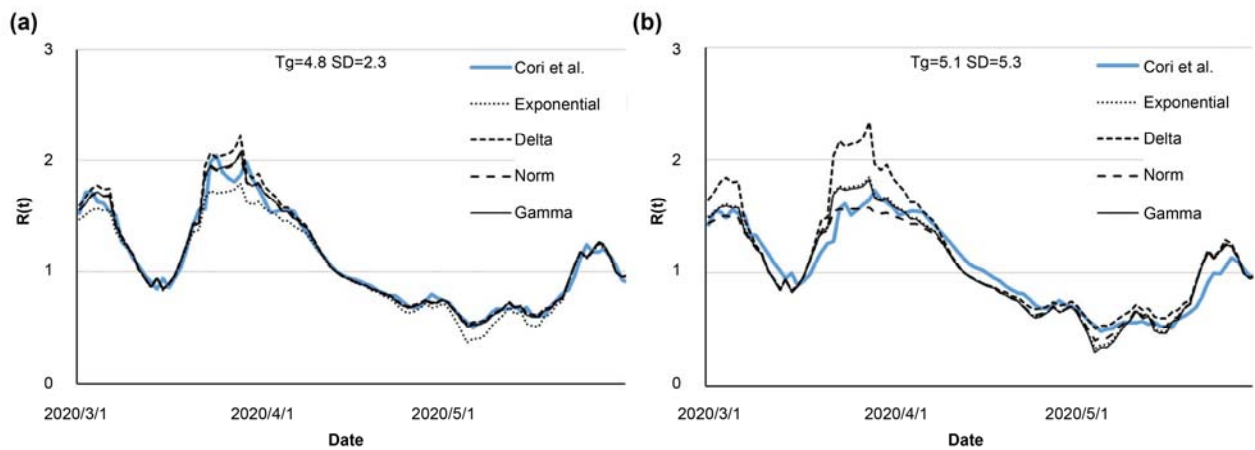 (a)
3
2
1
0
R(t)
Tg=4.8 SD=2.3
Cori et al.
Exponential
Delta
Norm
Gamma
2020/3/1
2020/4/1
2020/5/1
Date
(b)
3
2
1
0
R(t)
Tg=5.1 SD=5.3
Cori et al.
Exponential
Delta
Norm
Gamma
2020/3/1
2020/4/1
2020/5/1
Date